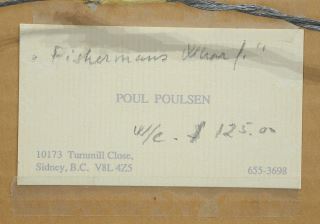 "Fishermans Wharf."
POUL POULSEN
W/C. $125.00
10173 Turnmill Close,
Sidney, B.C. V8L 4Z5
655-3698